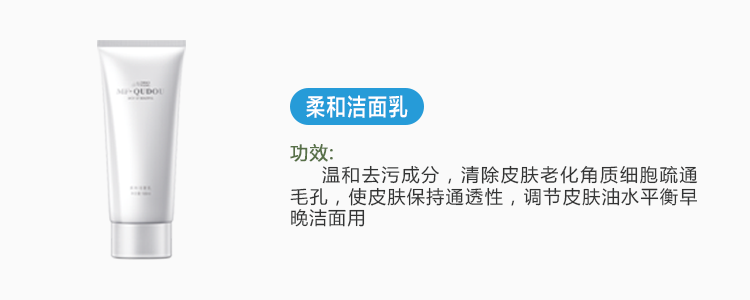 MI·QUDOU
柔和洁面乳
功效:
温和去污成分，清除皮肤老化角质细胞疏通
毛孔，使皮肤保持通透性，调节皮肤油水平衡早
晚洁面用